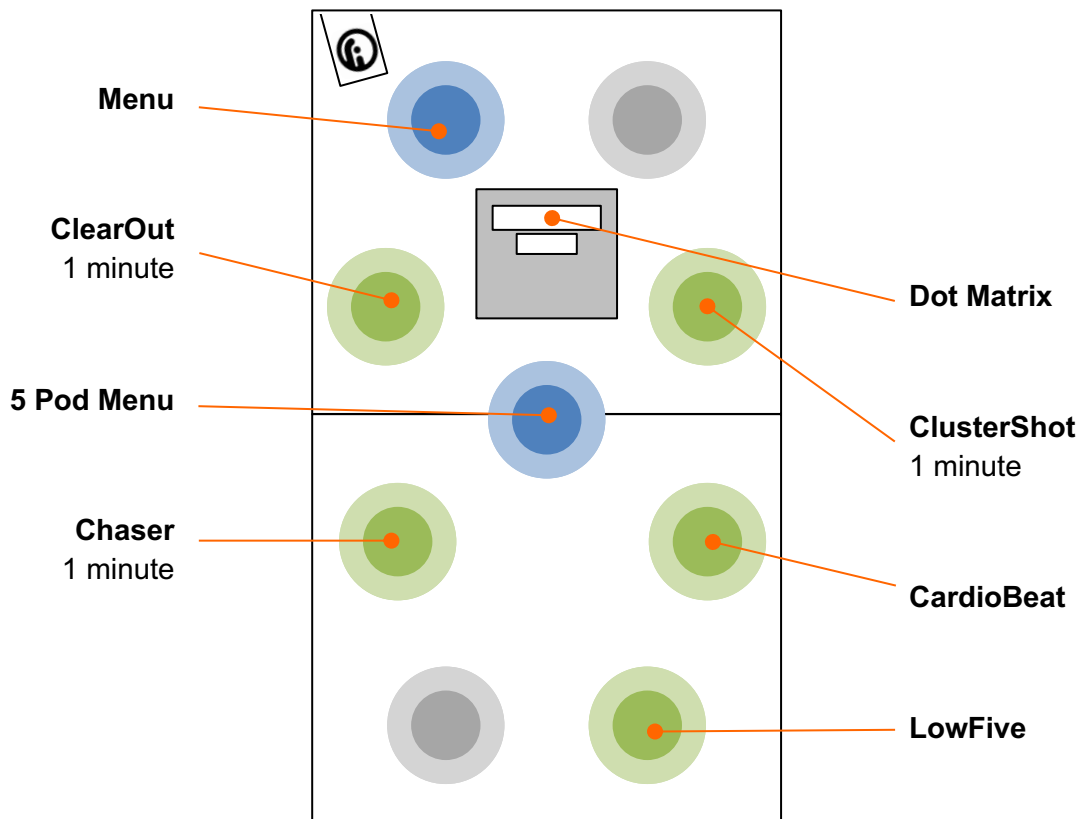 Menu
ClearOut
1 minute
5 Pod Menu
Chaser
1 minute
Dot Matrix
ClusterShot
1 minute
CardioBeat
LowFive